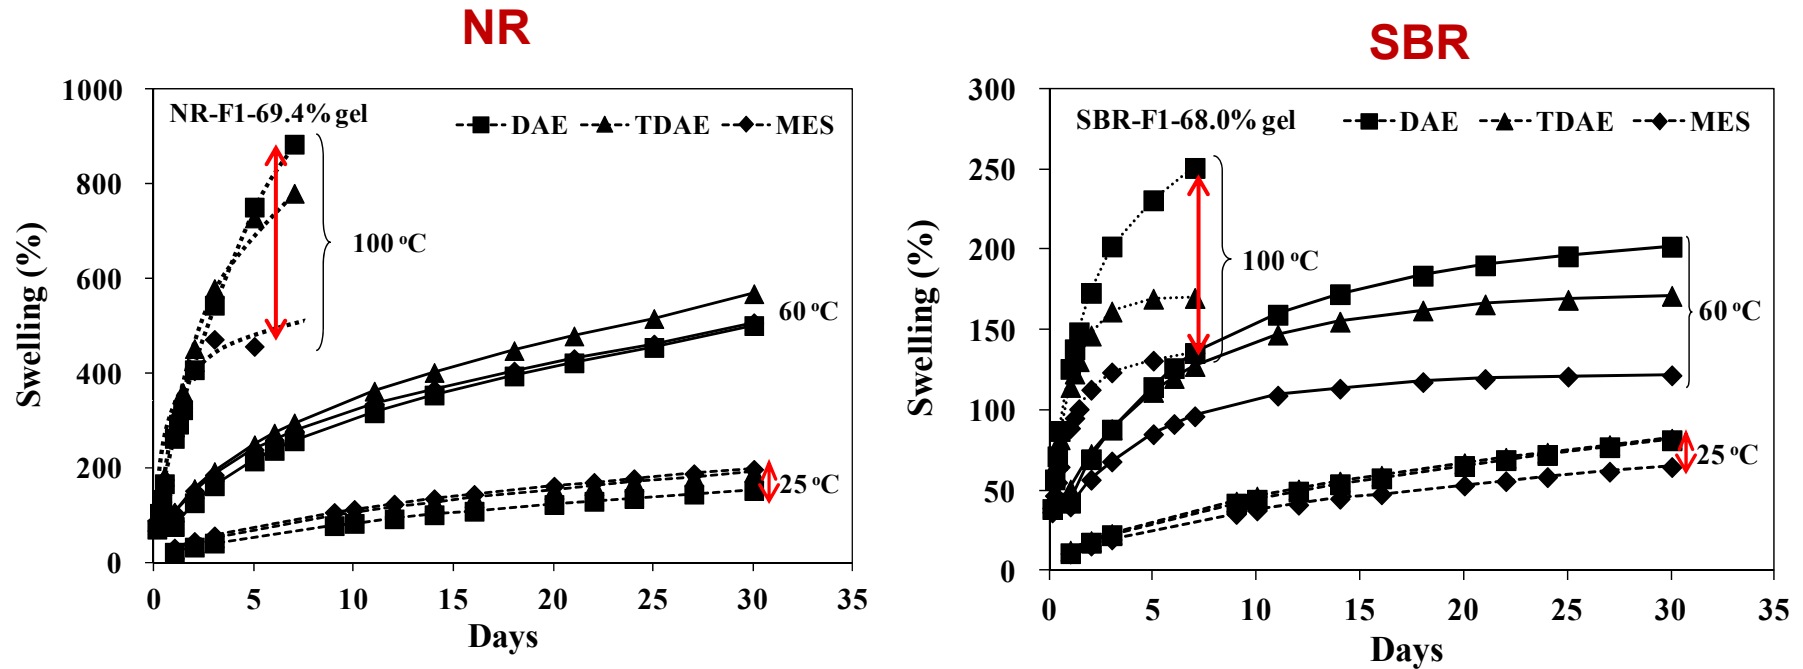 NR
1000
800
600
400
200
0
Swelling (%)
NR-F1-69.4% gel
DAE TDAE MES
100 °C
60 °C
25 °C
0 5 10 15 20 25 30 35
Days
SBR
300
250
200
150
100
50
0
Swelling (%)
SBR-F1-68.0% gel
DAE TDAE MES
100 °C
60 °C
25 °C
0 5 10 15 20 25 30 35
Days